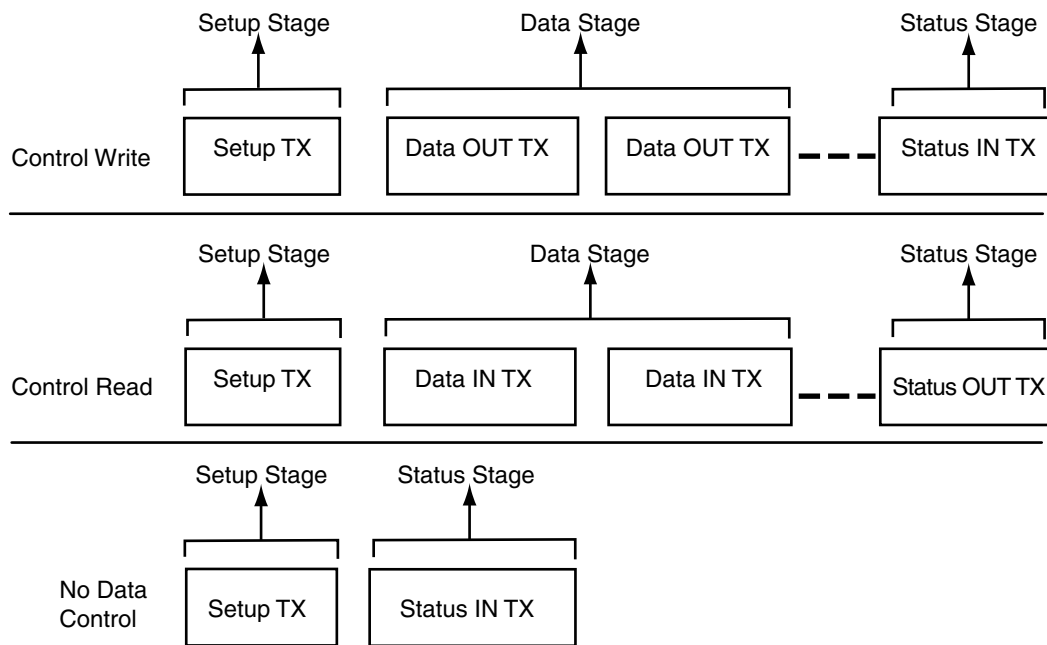 Setup Stage Data Stage Status Stage
Control Write Setup TX Data OUT TX Data OUT TX Status IN TX
Setup Stage Data Stage Status Stage
Control Read Setup TX Data IN TX Data IN TX Status OUT TX
Setup Stage Status Stage
No Data
Control
Setup TX Status IN TX